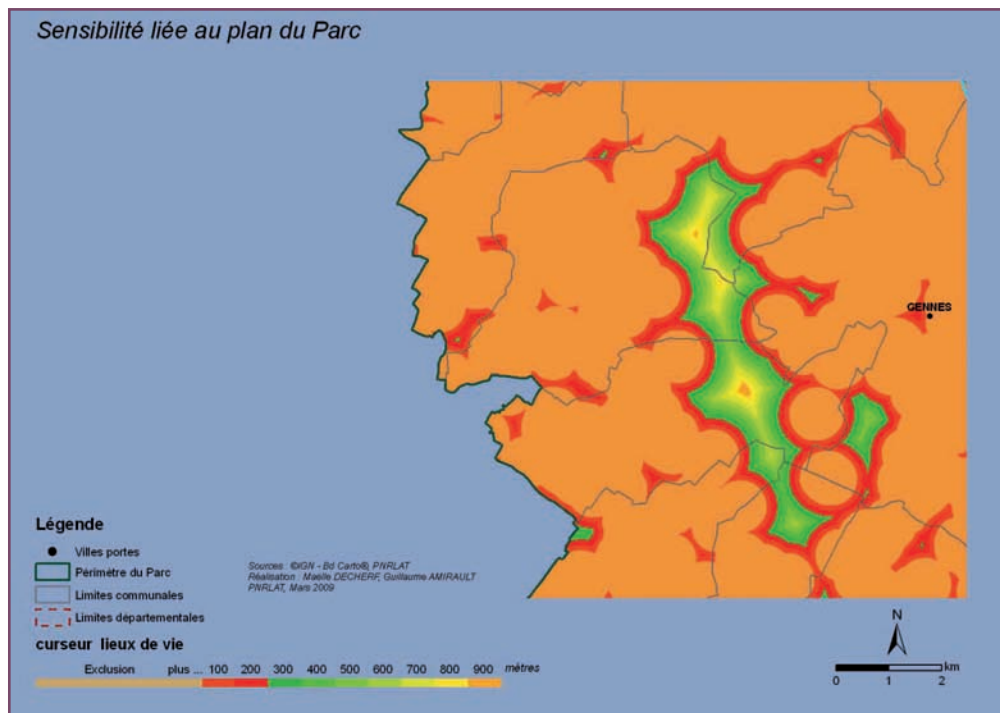 Sensibilité liée au plan du Parc
GENNES
Légende
Villes portes
Périmètre du Parc
Limites communales
Limites départementales
Sources : ©IGN - Bd Carto®, PNRLAT
Réalisation : Maëlle DECHERF, Guillaume AMIRAULT
PNRLAT, Mars 2009
curseur lieux de vie
Exclusion plus ... 100 200 300 400 500 600 700 800 900 mètres
N
km
0 1 2